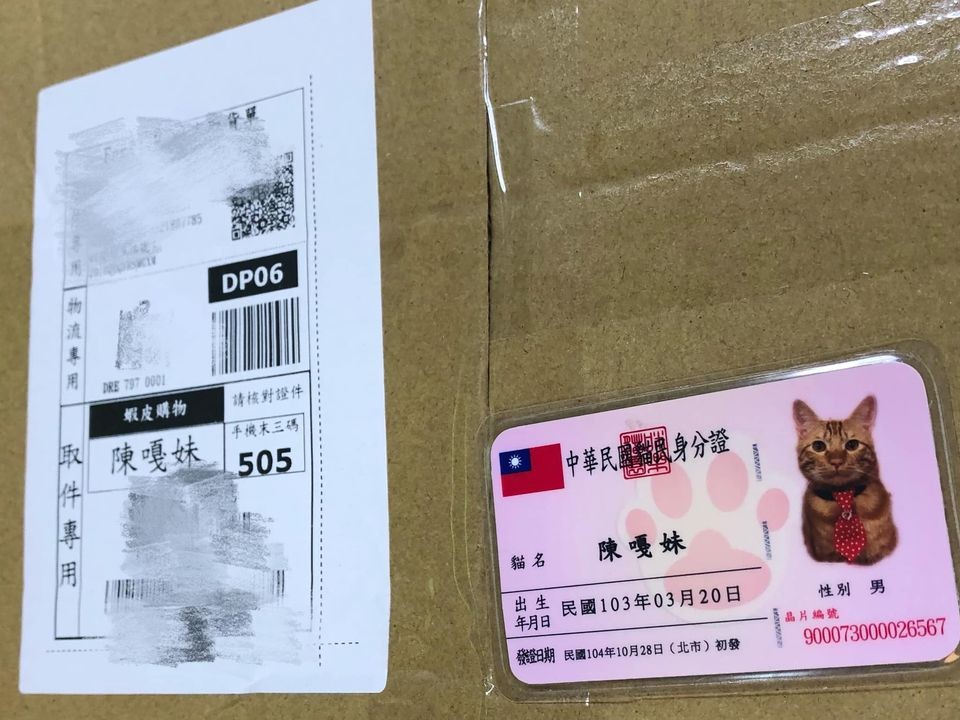 貨單
物流專用
DP06
DRE 797 0001
取件專用
蝦皮購物
請核對證件
陳嘎妹
手機末三碼
505
中華民國貓民身分證
貓名 陳嘎妹
出生年月日 民國103年03月20日
發證日期 民國104年10月28日（北市）初發
性別 男
晶片編號
900073000026567